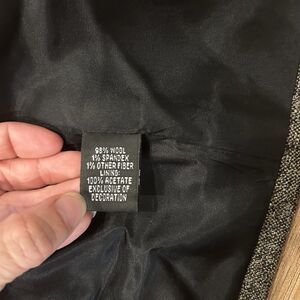 98% WOOL
1% SPANDEX
1% OTHER FIBER
LINING:
100% ACETATE
EXCLUSIVE OF
DECORATION